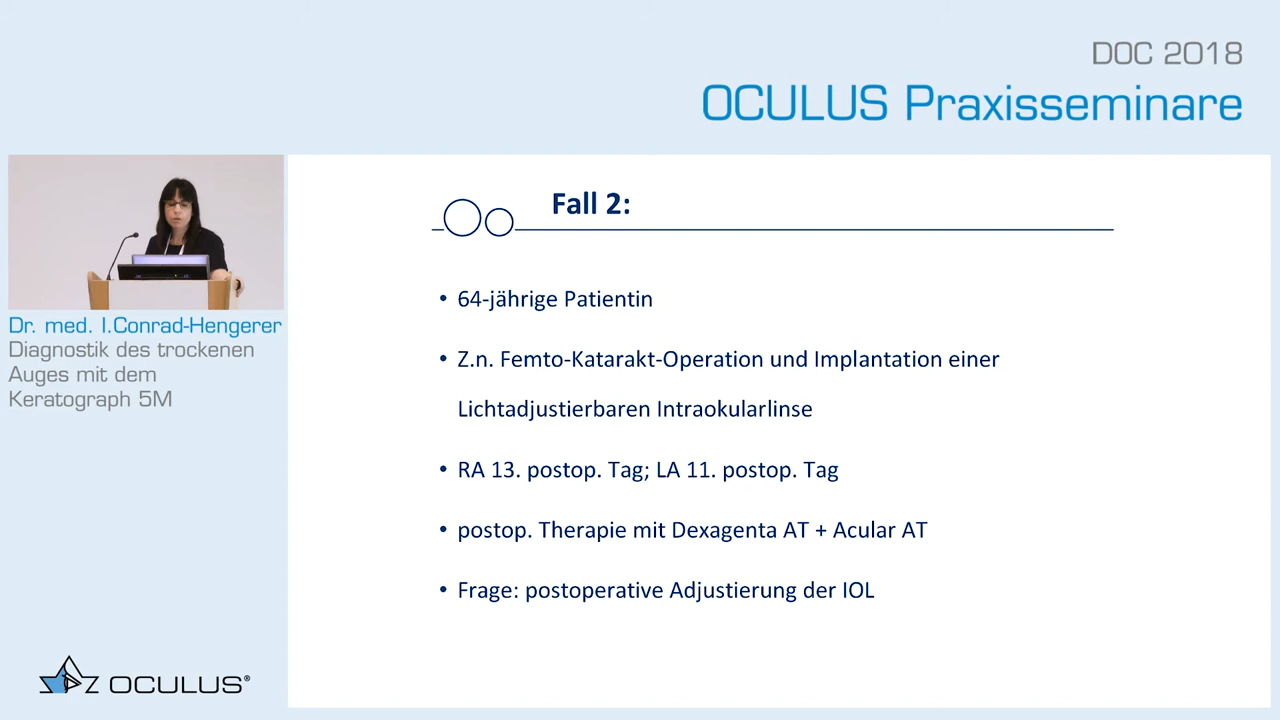 DOC 2018
OCULUS Praxisseminare
Dr. med. I.Conrad-Hengerer
Diagnostik des trockenen
Auges mit dem
Keratograph 5M
Fall 2:
• 64-jährige Patientin
• Z.n. Femto-Katarakt-Operation und Implantation einer
Lichtadjustierbaren Intraokularlinse
• RA 13. postop. Tag; LA 11. postop. Tag
• postop. Therapie mit Dexagenta AT + Acular AT
• Frage: postoperative Adjustierung der IOL
OCULUS®